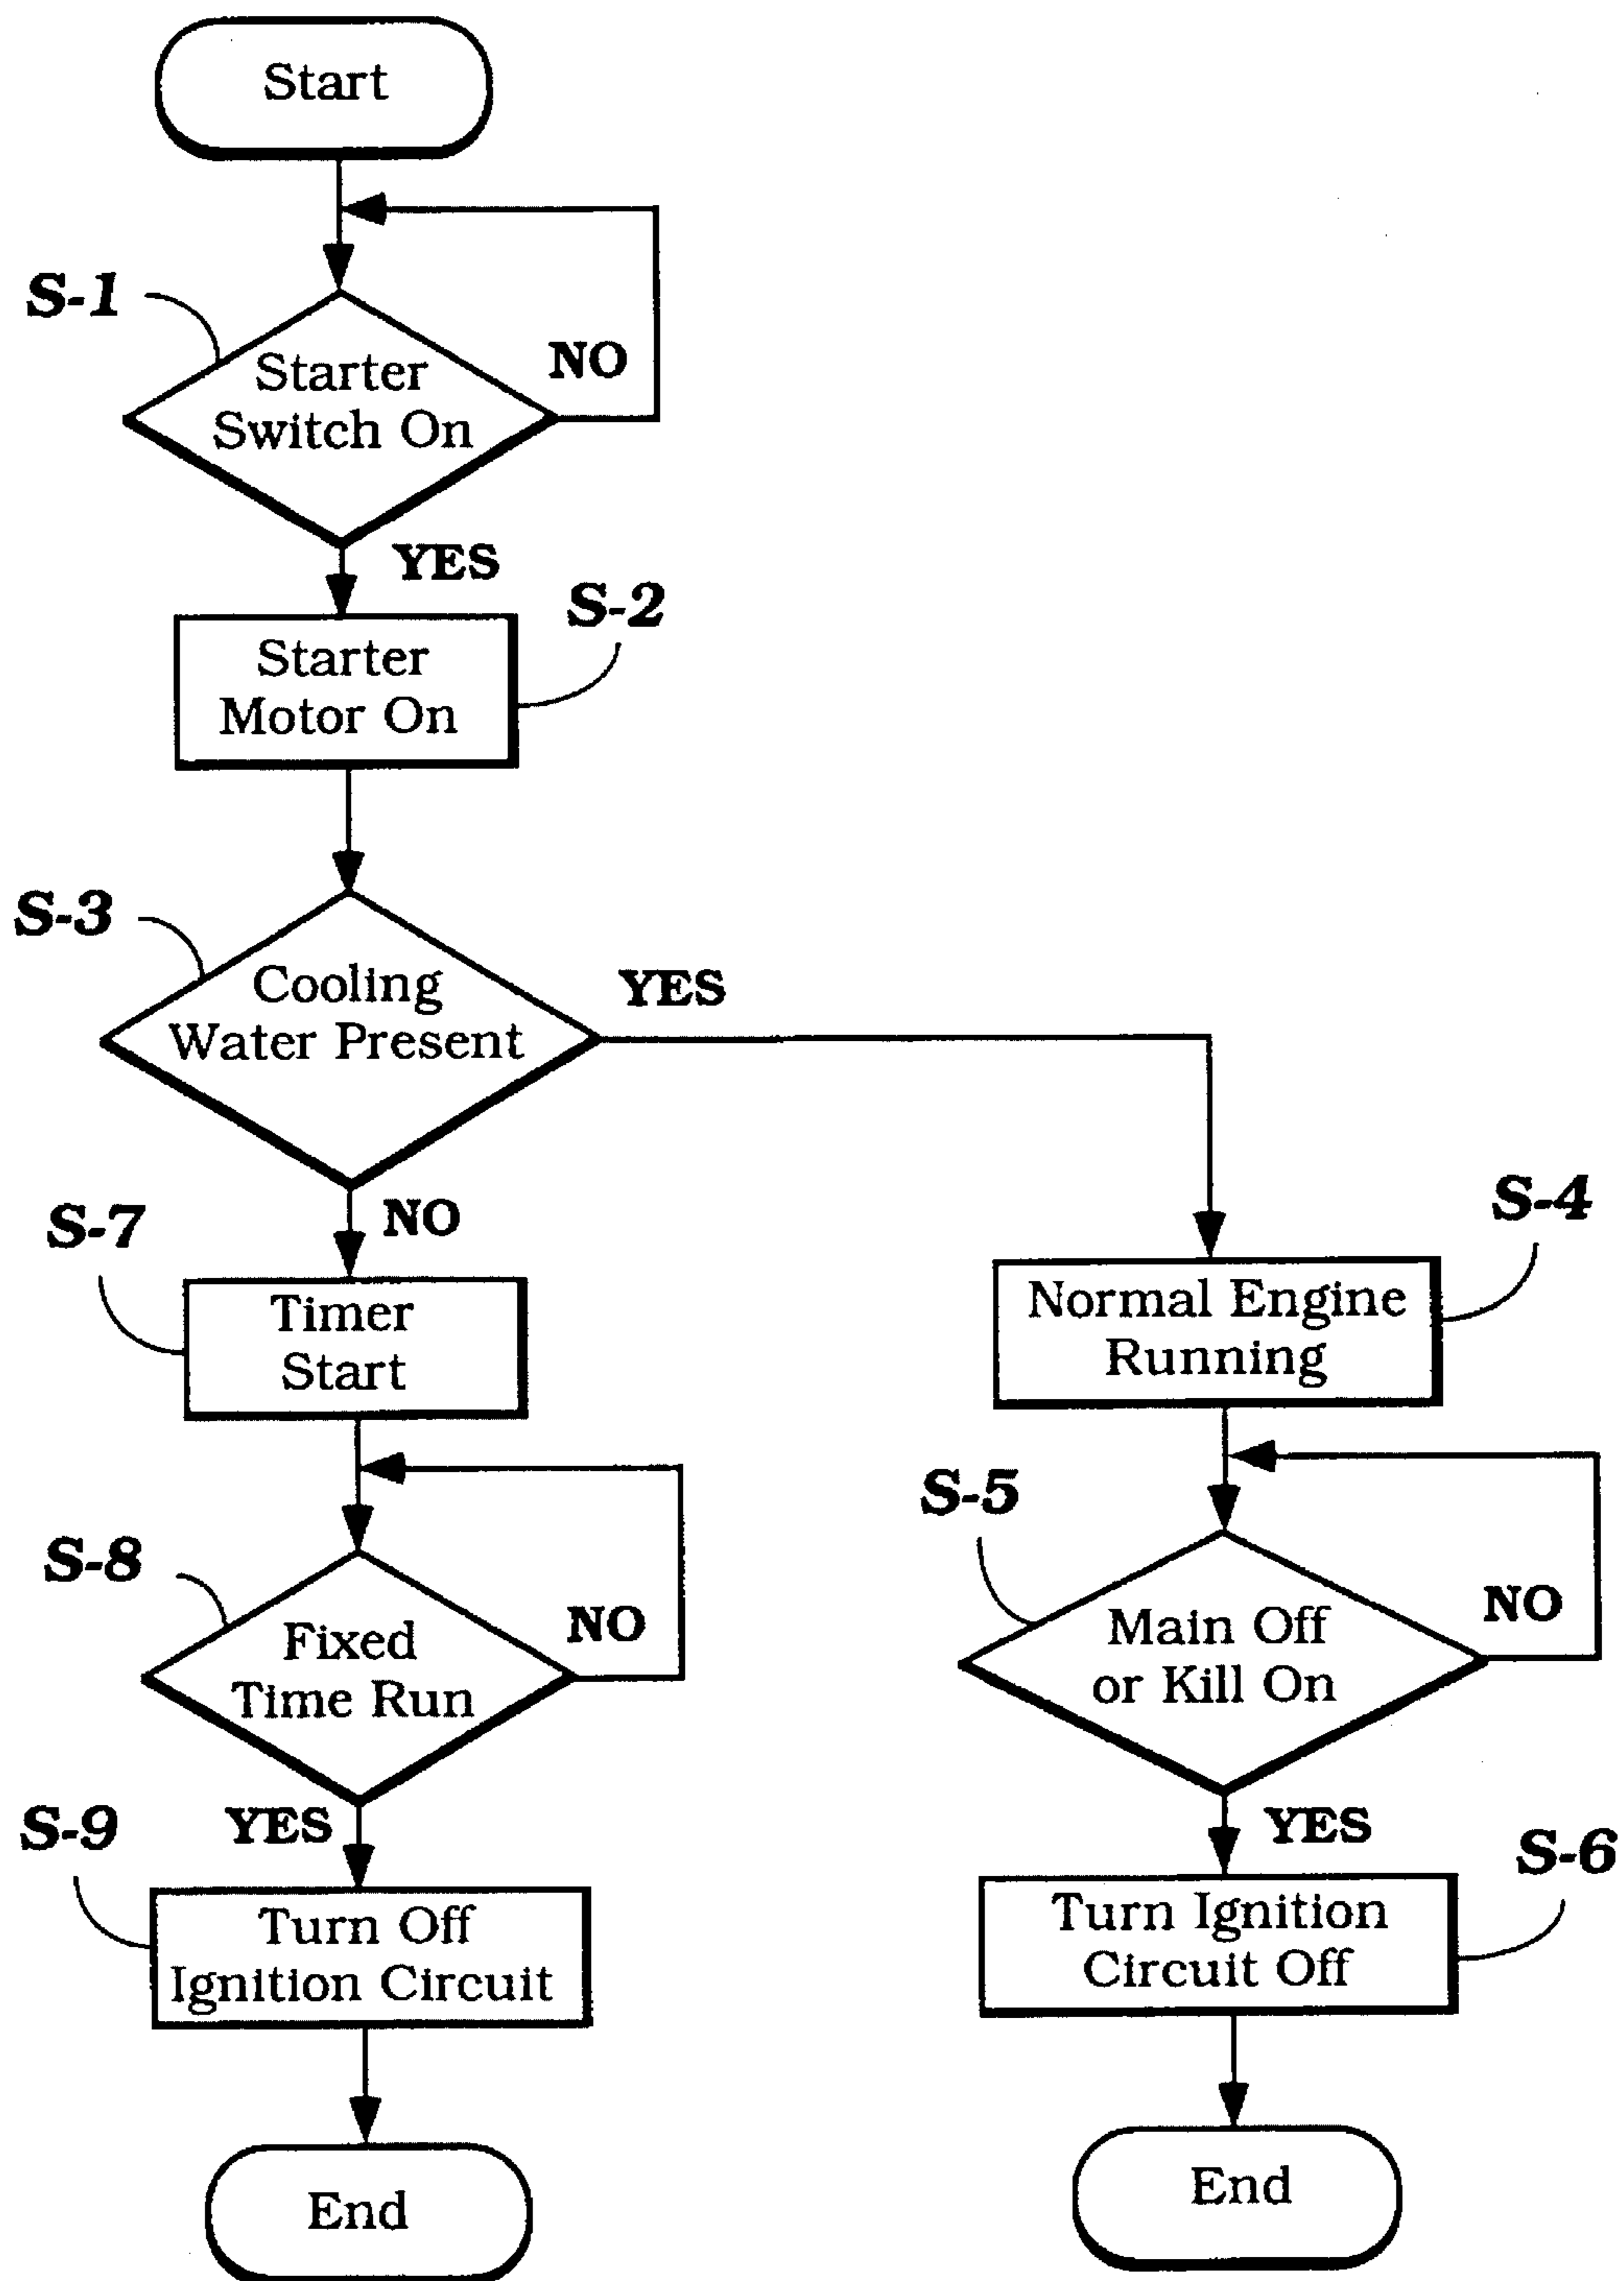 Start
S-1
Starter
Switch On
NO
YES
S-2
Starter
Motor On
S-3
Cooling
Water Present
YES
NO
S-7
Timer
Start
S-4
Normal Engine
Running
S-8
Fixed
Time Run
NO
S-5
Main Off
or Kill On
NO
YES
S-9
Turn Off
Ignition Circuit
YES
S-6
Turn Ignition
Circuit Off
End
End